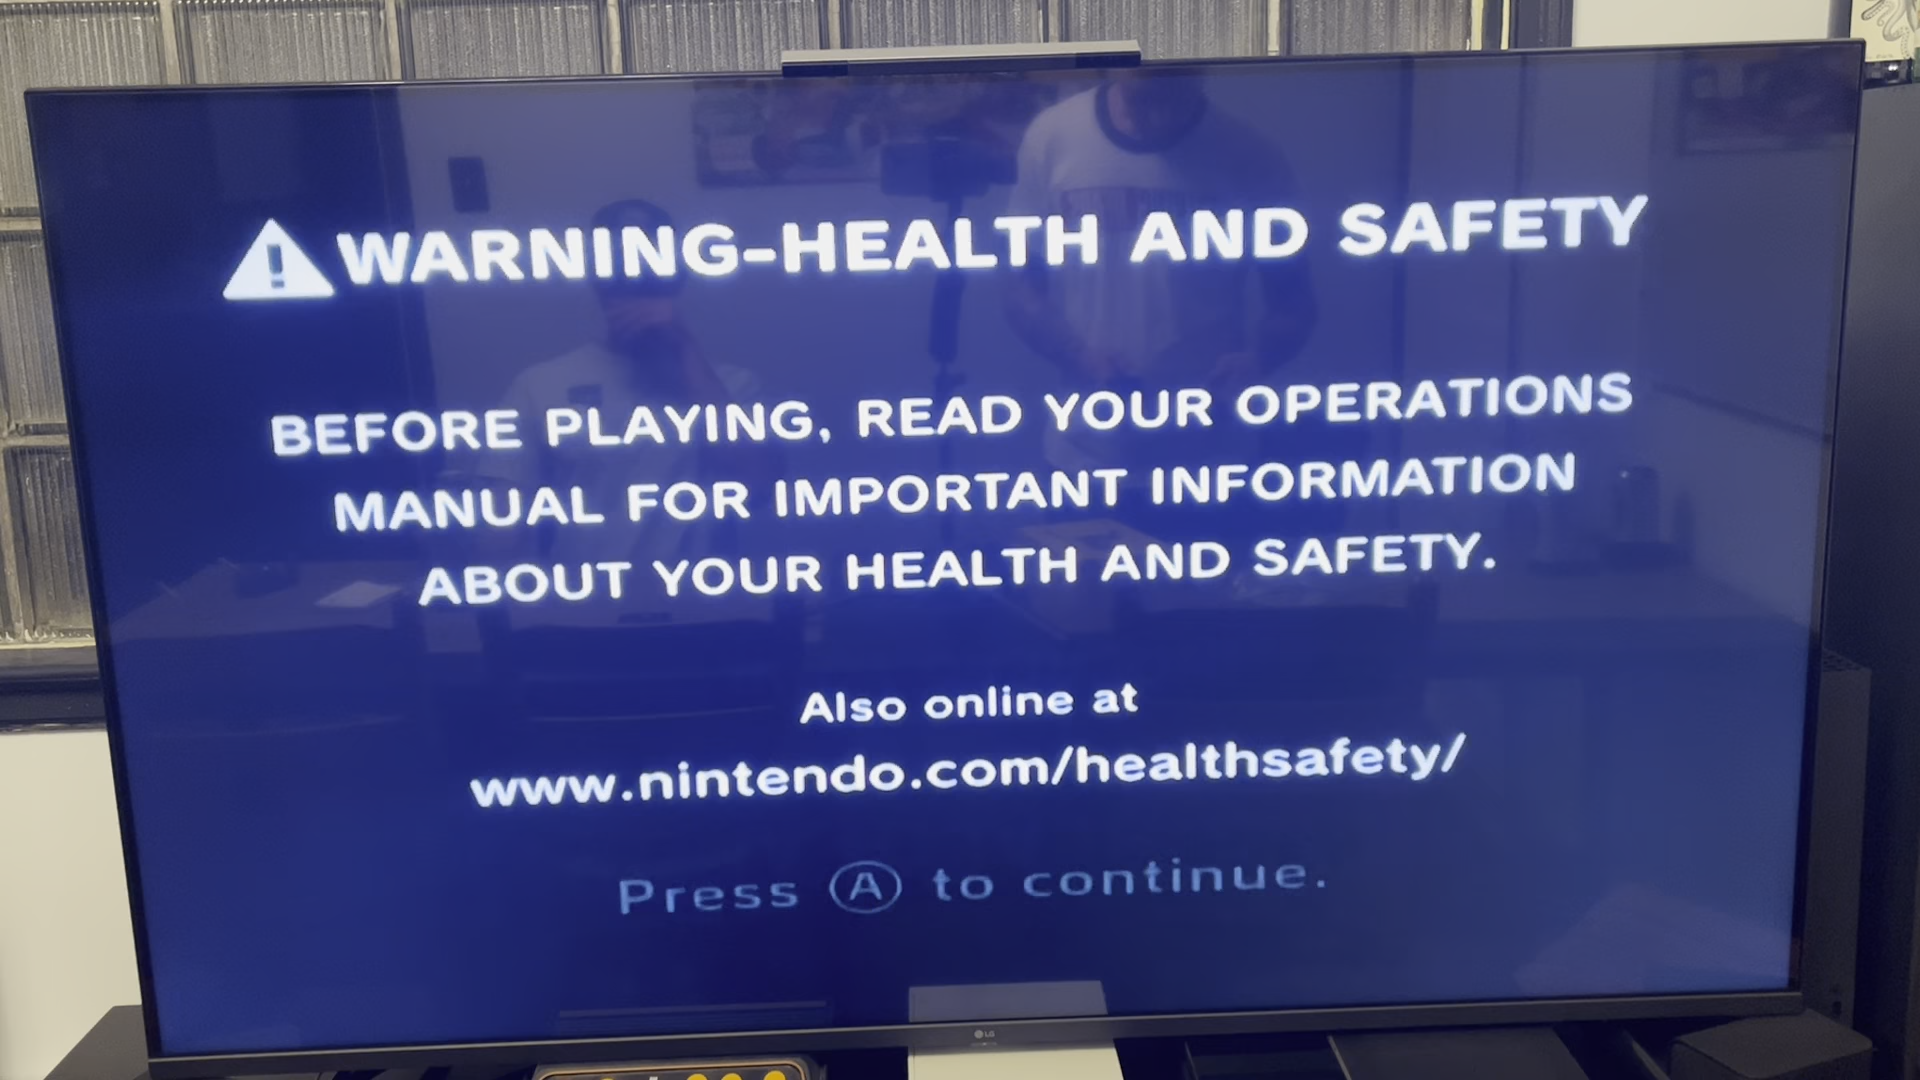 WARNING-HEALTH AND SAFETY
BEFORE PLAYING, READ YOUR OPERATIONS
MANUAL FOR IMPORTANT INFORMATION
ABOUT YOUR HEALTH AND SAFETY.
Also online at
www.nintendo.com/healthsafety/
Press A to continue.
LG